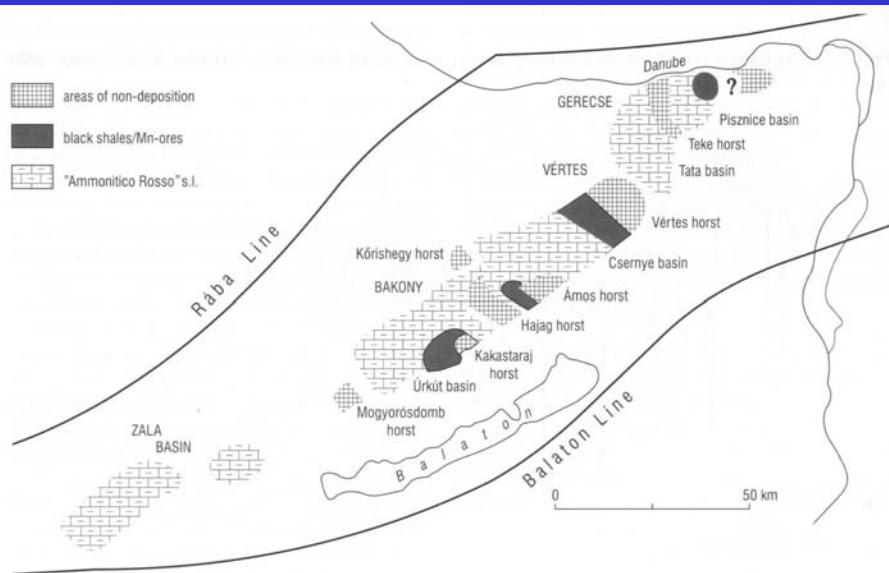 areas of non-deposition
black shales/Mn-ores
"Ammonitico Rosso" s.l.
Danube
?
GERECSE
Pisznice basin
Teke horst
Tata basin
VÉRTES
Vértes horst
Csernye basin
Kőrishegy horst
BAKONY
Ámos horst
Hajag horst
Kakastaraj
horst
Úrkút basin
Mogyorósdomb
horst
ZALA
BASIN
Rába Line
Balaton
Balaton Line
0 50 km